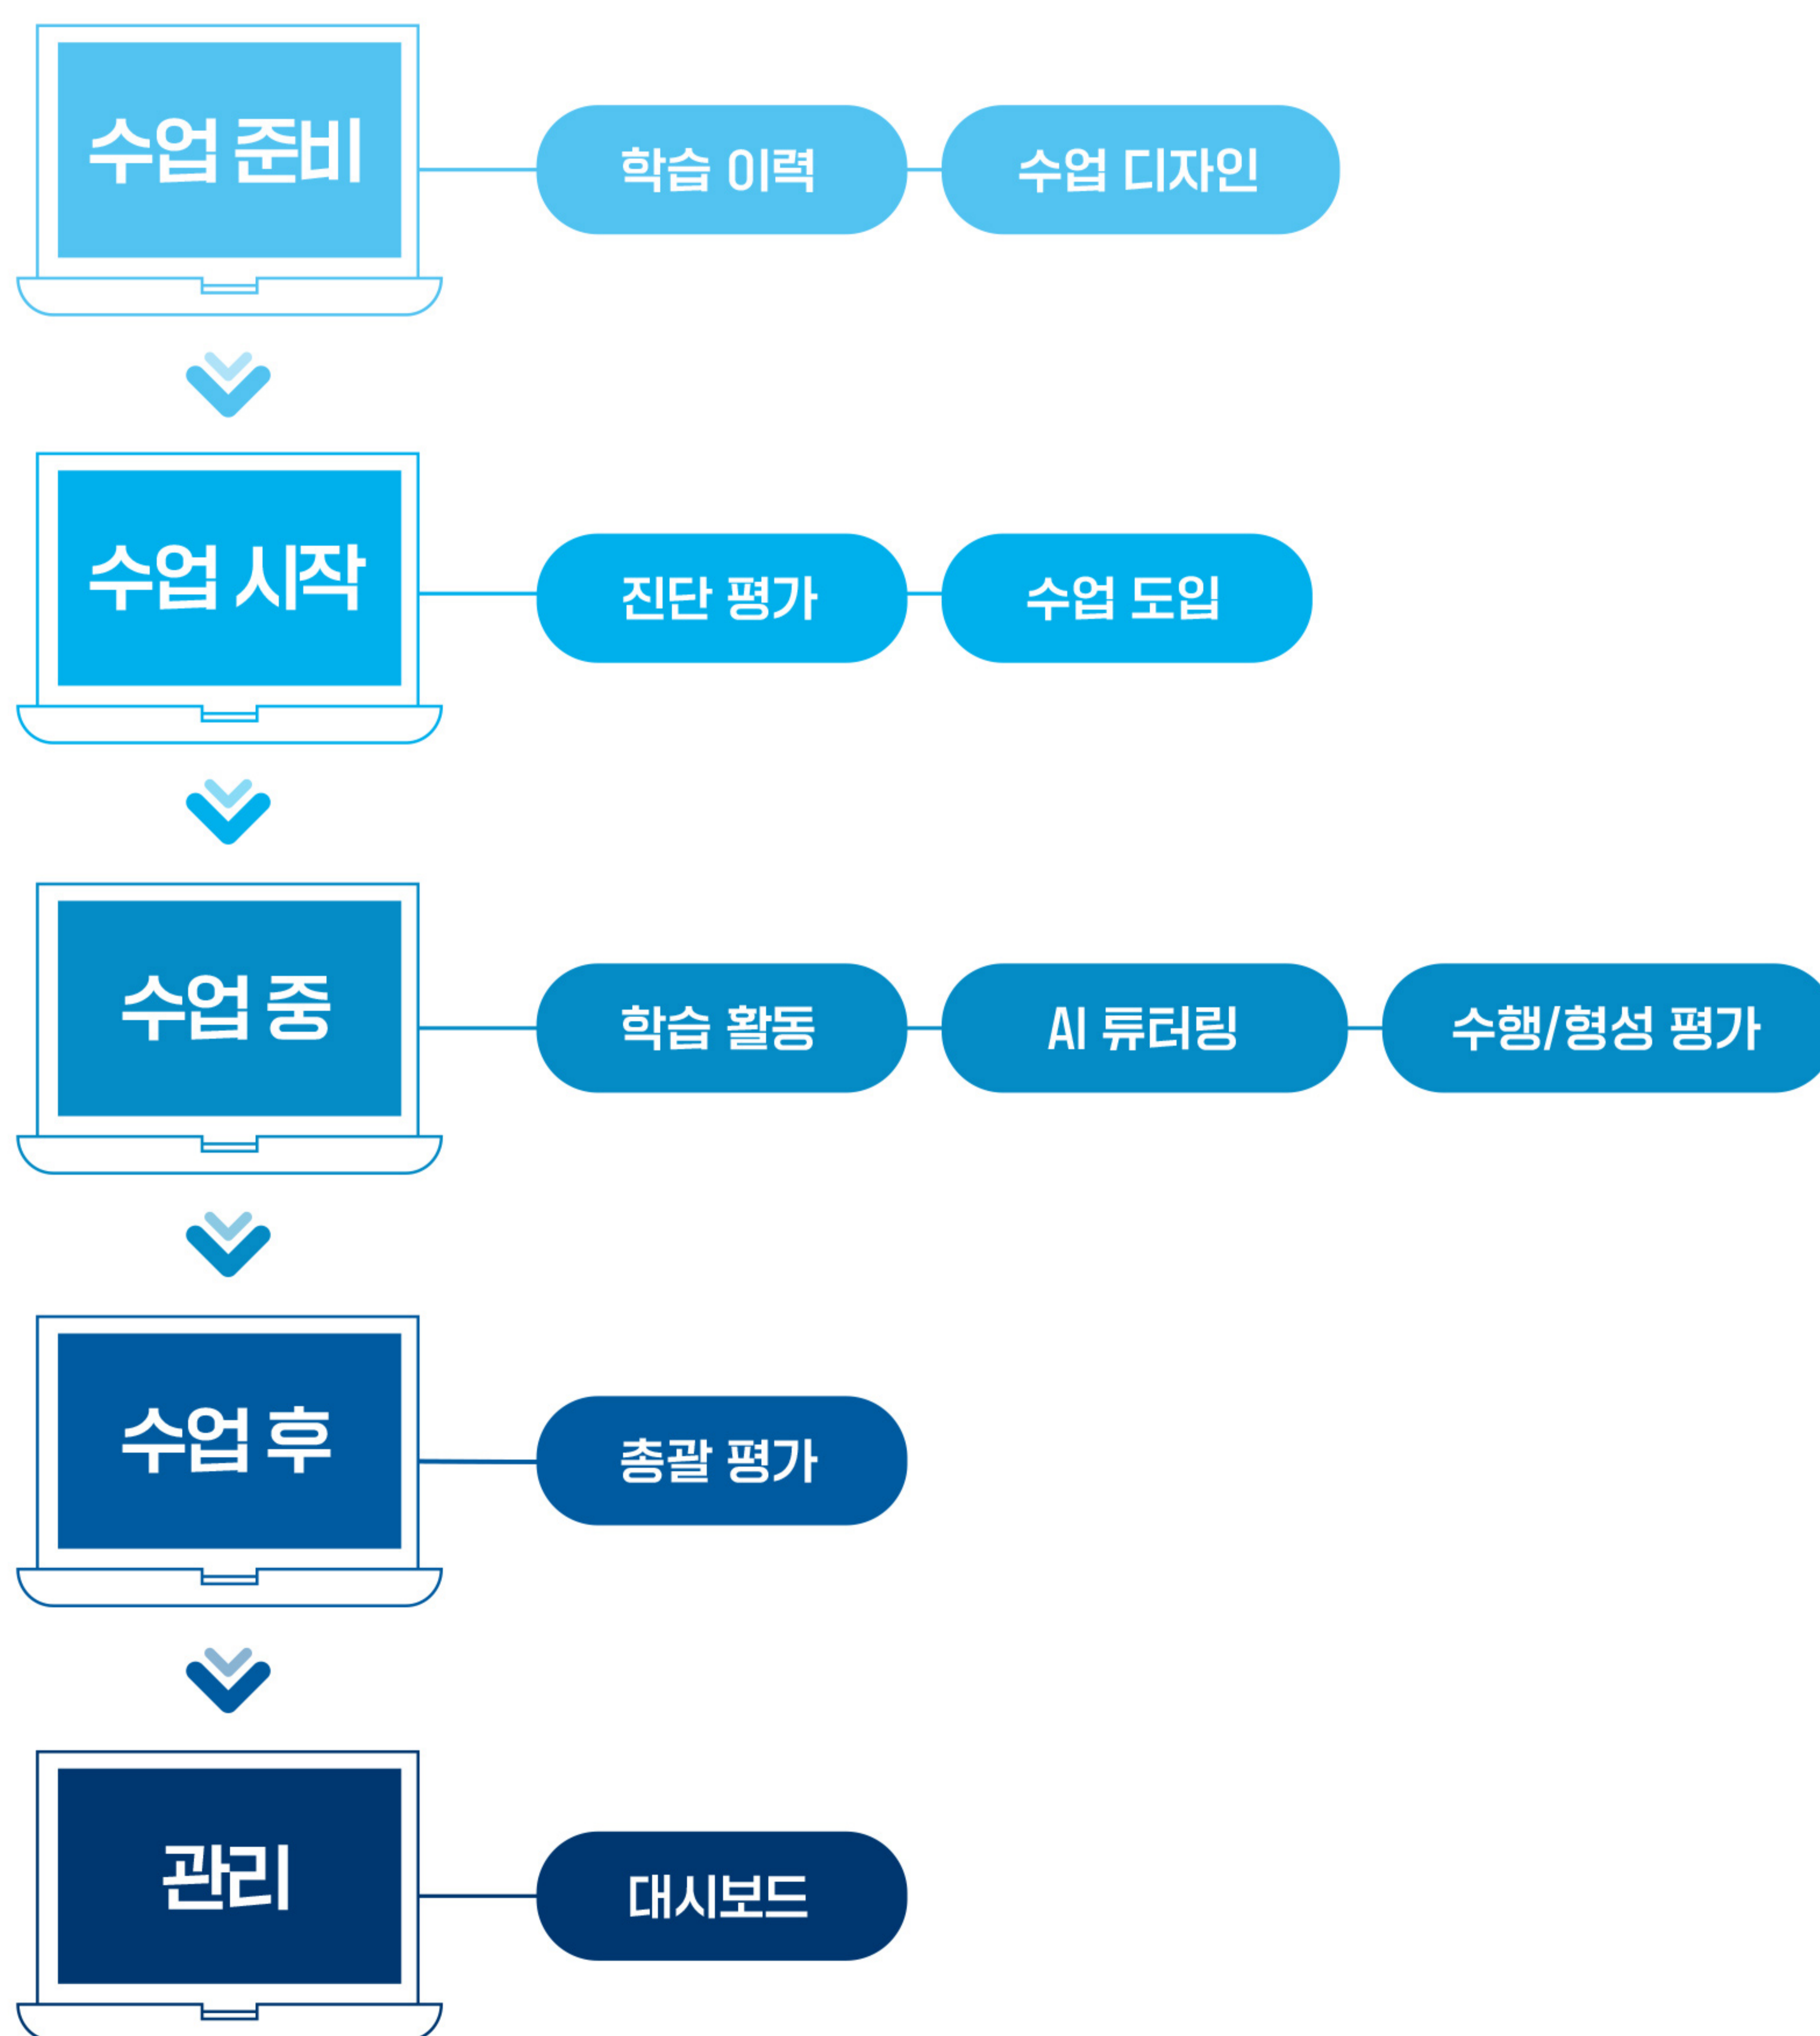 수업 준비
학습 이력
수업 디자인
수업 시작
진단 평가
수업 도입
수업 중
학습 활동
AI 튜터링
수행/형성 평가
수업 후
총괄 평가
관리
대시보드